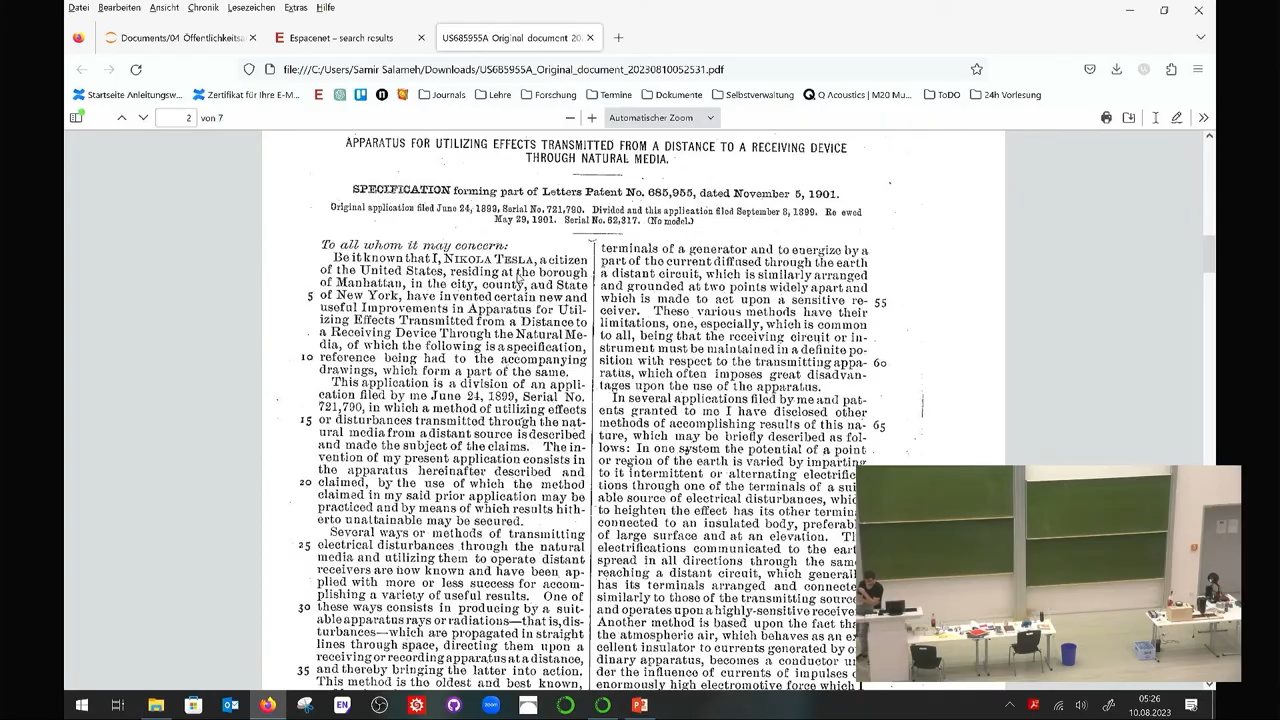 Datei Bearbeiten Ansicht Chronik Lesezeichen Extras Hilfe
Documents/04 Öffentlichkeitsa
Espacenet – search results
US685955A Original document 20
file:///C:/Users/Samir Salameh/Downloads/US685955A_Original_document_20230810052531.pdf
Startseite Anleitungsw... Zertifikat für Ihre E-M... Journals Lehre Forschung Termine Dokumente Selbstverwaltung Q Acoustics | M20 Mu... ToDO 24h Vorlesung
2 von 7 Automatischer Zoom
APPARATUS FOR UTILIZING EFFECTS TRANSMITTED FROM A DISTANCE TO A RECEIVING DEVICE
THROUGH NATURAL MEDIA.
SPECIFICATION forming part of Letters Patent No. 685,955, dated November 5, 1901.
Original application filed June 24, 1899, Serial No. 721,790. Divided and this application filed September 8, 1899. Re ewed
May 29, 1901. Serial No. 62,317. (No model.)
To all whom it may concern:
Be it known that I, NIKOLA TESLA, a citizen
of the United States, residing at the borough
of Manhattan, in the city, county, and State
5 of New York, have invented certain new and
useful Improvements in Apparatus for Util-
izing Effects Transmitted from a Distance to
a Receiving Device Through the Natural Me-
dia, of which the following is a specification,
10 reference being had to the accompanying
drawings, which form a part of the same.
This application is a division of an appli-
cation filed by me June 24, 1899, Serial No.
721,790, in which a method of utilizing effects
15 or disturbances transmitted through the nat-
ural media from a distant source is described
and made the subject of the claims. The in-
vention of my present application consists in
the apparatus hereinafter described and
20 claimed, by the use of which the method
claimed in my said prior application may be
practiced and by means of which results hith-
erto unattainable may be secured.
Several ways or methods of transmitting
25 electrical disturbances through the natural
media and utilizing them to operate distant
receivers are now known and have been ap-
plied with more or less success for accom-
plishing a variety of useful results. One of
30 these ways consists in producing by a suit-
able apparatus rays or radiations—that is, dis-
turbances—which are propagated in straight
lines through space, directing them upon a
receiving or recording apparatus at a distance,
35 and thereby bringing the latter into action.
This method is the oldest and best known,
terminals of a generator and to energize by a
part of the current diffused through the earth
a distant circuit, which is similarly arranged
and grounded at two points widely apart and
which is made to act upon a sensitive re- 55
ceiver. These various methods have their
limitations, one, especially, which is common
to all, being that the receiving circuit or in-
strument must be maintained in a definite po-
sition with respect to the transmitting appa- 60
ratus, which often imposes great disadvan-
tages upon the use of the apparatus.
In several applications filed by me and pat-
ents granted to me I have disclosed other
methods of accomplishing results of this na- 65
ture, which may be briefly described as fol-
lows: In one system the potential of a point
or region of the earth is varied by imparting
to it intermittent or alternating electrific
tions through one of the terminals of a sui
able source of electrical disturbances, whic
to heighten the effect has its other termin
connected to an insulated body, preferab
of large surface and at an elevation. Th
electrifications communicated to the eart
spread in all directions through the same
reaching a distant circuit, which general
has its terminals arranged and connecte
similarly to those of the transmitting source
and operates upon a highly-sensitive receive
Another method is based upon the fact tha
the atmospheric air, which behaves as an ex
cellent insulator to currents generated by o
dinary apparatus, becomes a conductor un
der the influence of currents of impulses o
enormously high electromotive force which I
EN
zoom
05:26
10.08.2023